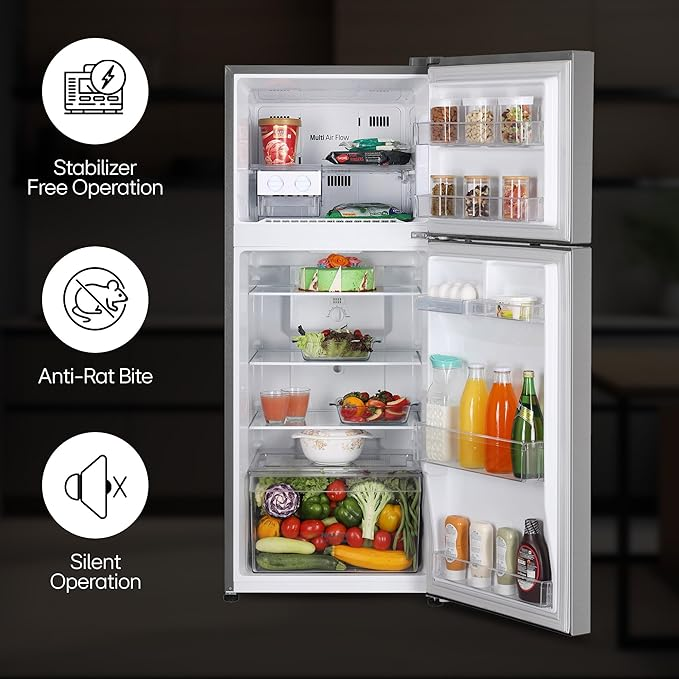 Stabilizer
Free Operation
Multi Air Flow
Anti-Rat Bite
Silent
Operation